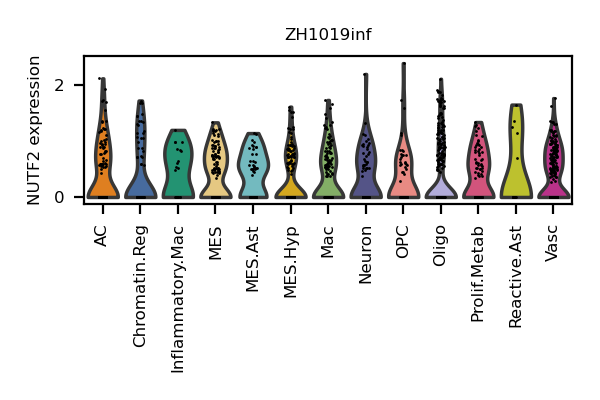 ZH1019inf
NUTF2 expression
2
0
AC
Chromatin.Reg
Inflammatory.Mac
MES
MES.Ast
MES.Hyp
Mac
Neuron
OPC
Oligo
Prolif.Metab
Reactive.Ast
Vasc